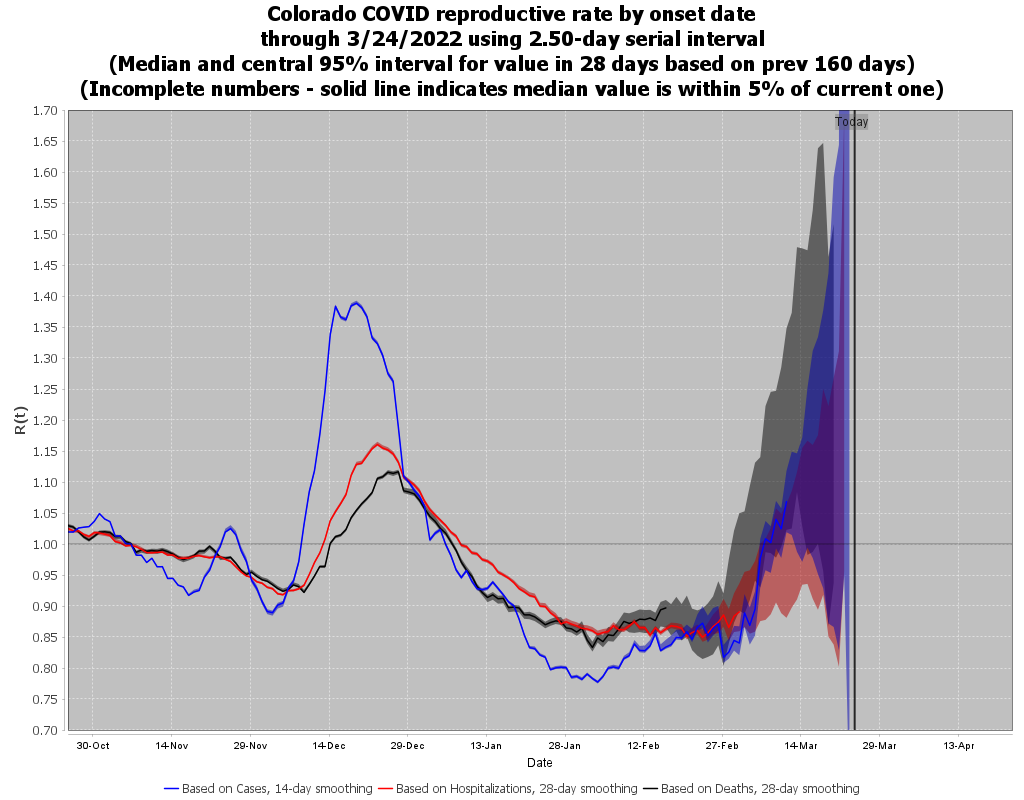 Colorado COVID reproductive rate by onset date
through 3/24/2022 using 2.50-day serial interval
(Median and central 95% interval for value in 28 days based on prev 160 days)
(Incomplete numbers - solid line indicates median value is within 5% of current one)
Today
R(t)
1.70
1.65
1.60
1.55
1.50
1.45
1.40
1.35
1.30
1.25
1.20
1.15
1.10
1.05
1.00
0.95
0.90
0.85
0.80
0.75
0.70
30-Oct 14-Nov 29-Nov 14-Dec 29-Dec 13-Jan 28-Jan 12-Feb 27-Feb 14-Mar 29-Mar 13-Apr
Date
Based on Cases, 14-day smoothing Based on Hospitalizations, 28-day smoothing Based on Deaths, 28-day smoothing